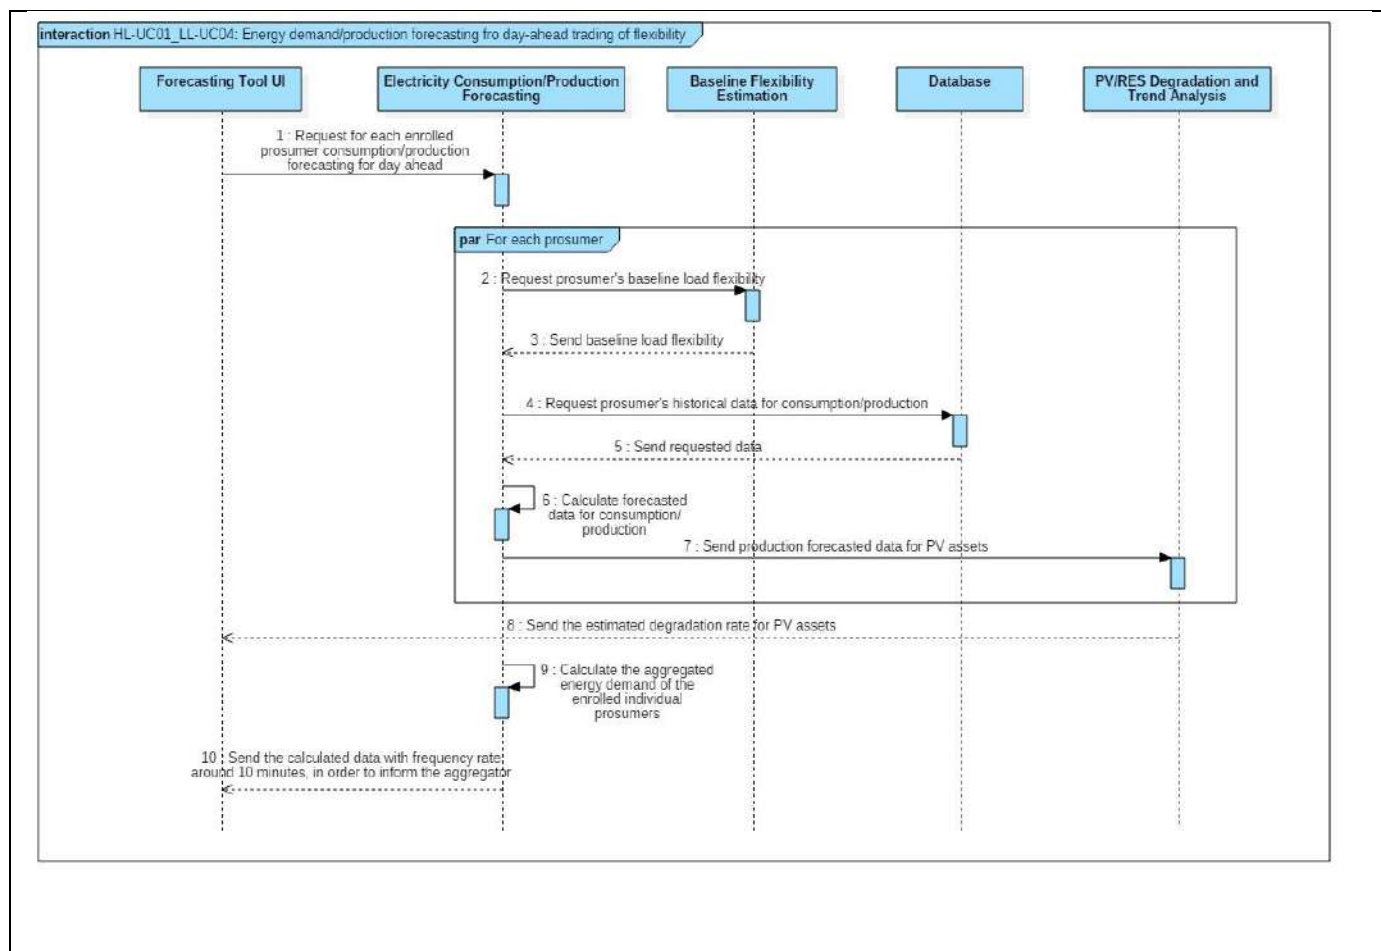 interaction HL-UC01_LL-UC04: Energy demand/production forecasting fro day-ahead trading of flexibility
Forecasting Tool UI
Electricity Consumption/Production
Forecasting
Baseline Flexibility
Estimation
Database
PV/RES Degradation and
Trend Analysis
1 : Request for each enrolled
prosumer consumption/production
forecasting for day ahead
par For each prosumer
2 : Request prosumer's baseline load flexibility
3 : Send baseline load flexibility
4 : Request prosumer's historical data for consumption/production
5 : Send requested data
6 : Calculate forecasted
data for consumption/
production
7 : Send production forecasted data for PV assets
8 : Send the estimated degradation rate for PV assets
9 : Calculate the aggregated
energy demand of the
enrolled individual
prosumers
10 : Send the calculated data with frequency rate
around 10 minutes, in order to inform the aggregator